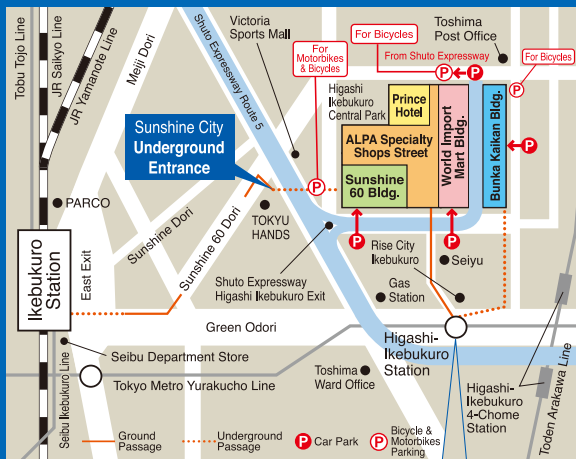 Tobu Tojo Line
JR Saikyo Line
JR Yamanote Line
Meiji Dori
Shuto Expressway Route 5
Victoria
Sports Mall
For
Motorbikes
& Bicycles
For Bicycles
From Shuto Expressway
P
P
Toshima
Post Office
For Bicycles
P
Higashi
Ikebukuro
Central Park
Prince
Hotel
ALPA Specialty
Shops Street
Sunshine
60 Bldg.
World Import
Mart Bldg.
Bunka Kaikan Bldg.
P
Sunshine City
Underground
Entrance
P
PARCO
Sunshine Dori
Sunshine 60 Dori
TOKYU
HANDS
P
P
Ikebukuro
Station
East Exit
Shuto Expressway
Higashi Ikebukuro Exit
Rise City
Ikebukuro
Seiyu
Gas
Station
Green Odori
Higashi-
Ikebukuro
Station
Seibu Department Store
Seibu Ikebukuro Line
Tokyo Metro Yurakucho Line
Toshima
Ward Office
Higashi-
Ikebukuro
4-Chome
Station
Toden Arakawa Line
Ground
Passage
Underground
Passage
P Car Park
P Bicycle &
Motorbikes
Parking